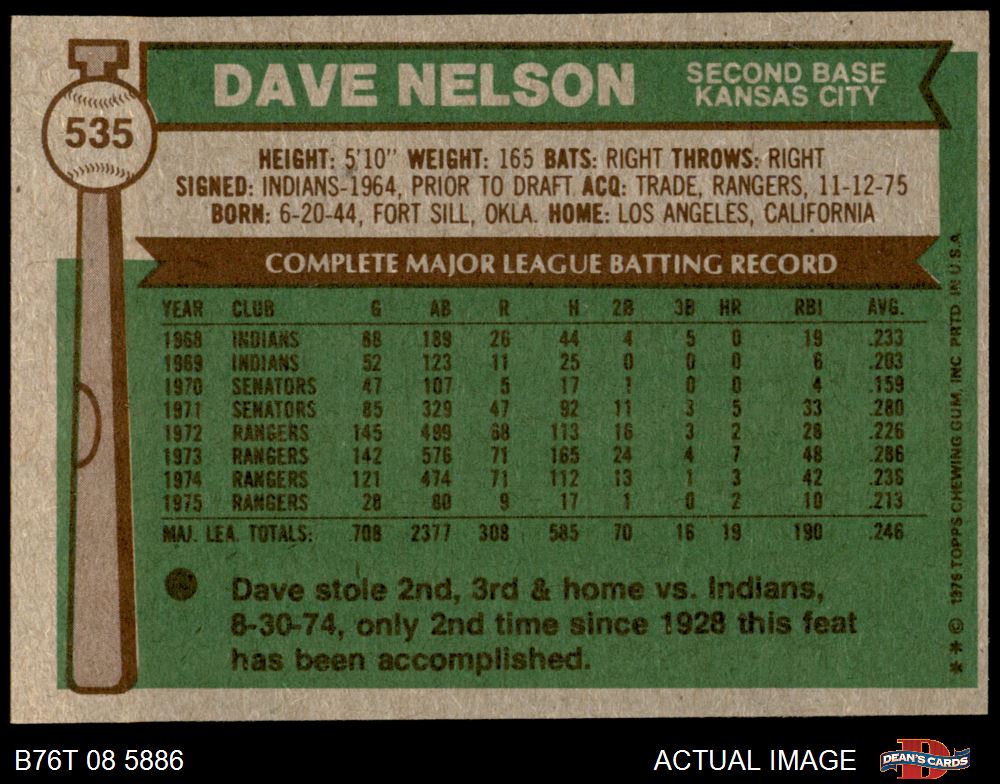 DAVE NELSON
SECOND BASE
KANSAS CITY
535
HEIGHT: 5'10" WEIGHT: 165 BATS: RIGHT THROWS: RIGHT
SIGNED: INDIANS-1964, PRIOR TO DRAFT ACQ: TRADE, RANGERS, 11-12-75
BORN: 6-20-44, FORT SILL, OKLA. HOME: LOS ANGELES, CALIFORNIA
COMPLETE MAJOR LEAGUE BATTING RECORD
YEAR CLUB G AB R H 2B 3B HR RBI AVG.
1968 INDIANS 88 189 26 44 4 5 0 19 .233
1969 INDIANS 52 123 11 25 0 0 0 6 .203
1970 SENATORS 47 107 5 17 1 0 0 4 .159
1971 SENATORS 85 329 47 92 11 3 5 33 .280
1972 RANGERS 145 499 68 113 16 3 2 28 .226
1973 RANGERS 142 576 71 165 24 4 7 48 .286
1974 RANGERS 121 474 71 112 13 1 3 42 .236
1975 RANGERS 28 80 9 17 1 0 2 10 .213
MAJ. LEA. TOTALS: 708 2377 308 585 70 16 19 190 .246
Dave stole 2nd, 3rd & home vs. Indians,
8-30-74, only 2nd time since 1928 this feat
has been accomplished.
* * © 1976 TOPPS CHEWING GUM, INC. PRTD. IN U.S.A.
B76T 08 5886
ACTUAL IMAGE
D
DEAN'S CARDS